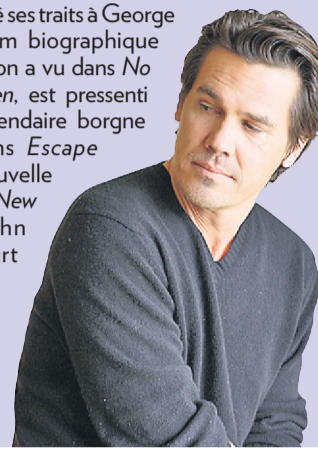 é ses traits à George
m biographique
on a vu dans No
en, est pressenti
endaire borgne
ns Escape
uvelle
New
hn
rt